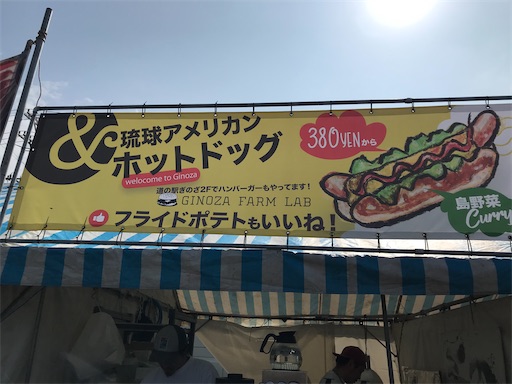 & 琉球アメリカン
ホットドッグ
welocome to Ginoza
道の駅ぎのざ2Fでハンバーガーもやってます!
GINOZA FARM LAB
フライドポテトもいいね!
380YENから
島野菜
Curry